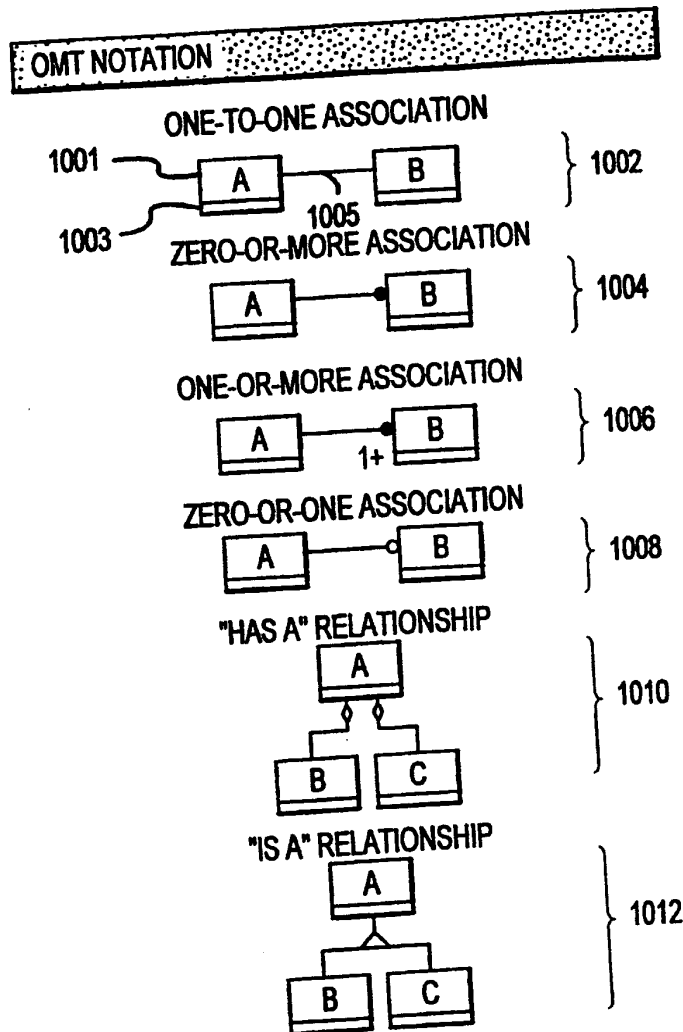 OMT NOTATION
ONE-TO-ONE ASSOCIATION
1001
A
B
1002
1003
1005
ZERO-OR-MORE ASSOCIATION
A
B
1004
ONE-OR-MORE ASSOCIATION
A
B
1+
1006
ZERO-OR-ONE ASSOCIATION
A
B
1008
"HAS A" RELATIONSHIP
A
1010
B
C
"IS A" RELATIONSHIP
A
1012
B
C